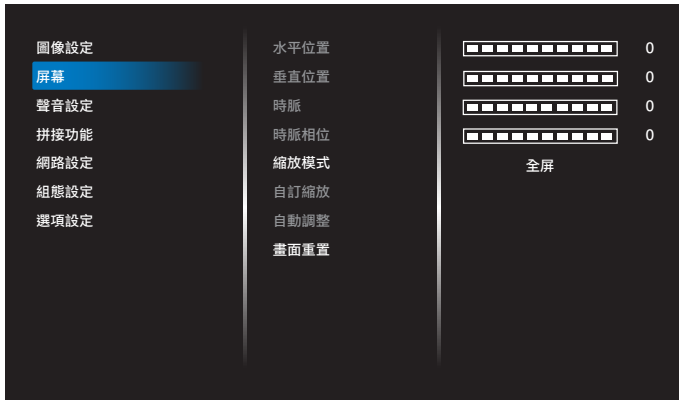 圖像設定
屏幕
聲音設定
拼接功能
網路設定
組態設定
選項設定
水平位置 0
垂直位置 0
時脈 0
時脈相位 0
縮放模式 全屏
自訂縮放
自動調整
畫面重置